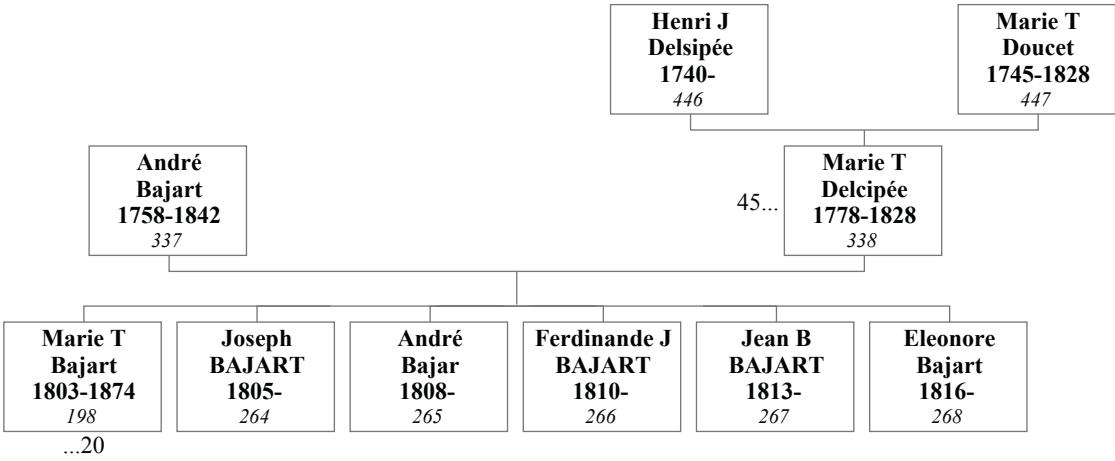 Henri J
Delsipée
1740-
446
Marie T
Doucet
1745-1828
447
André
Bajart
1758-1842
337
45...
Marie T
Delcipée
1778-1828
338
Marie T
Bajart
1803-1874
198
...20
Joseph
BAJART
1805-
264
André
Bajar
1808-
265
Ferdinande J
BAJART
1810-
266
Jean B
BAJART
1813-
267
Eleonore
Bajart
1816-
268